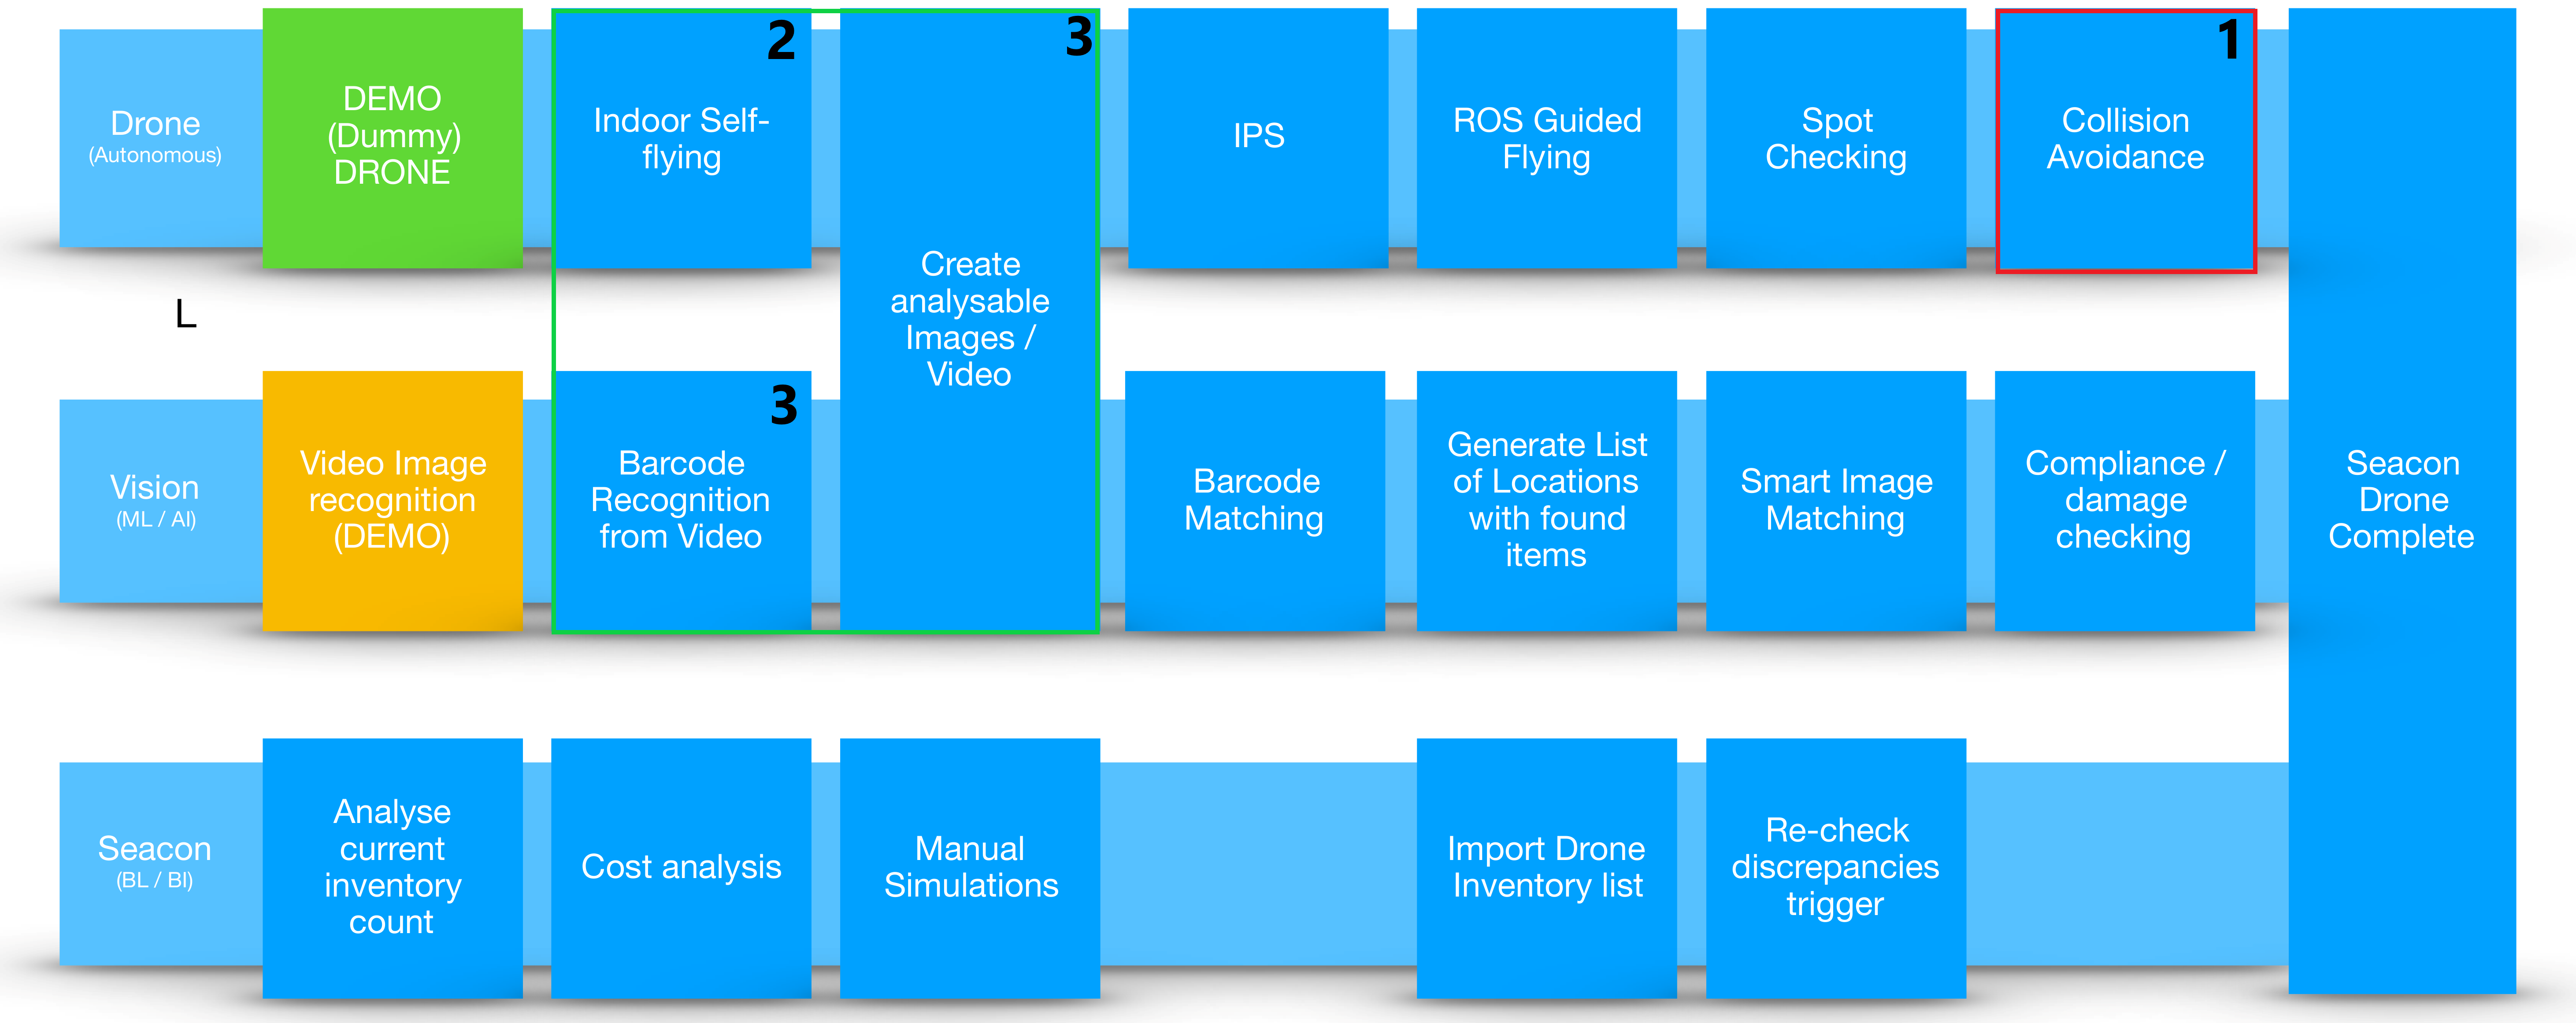 Drone
(Autonomous)
DEMO
(Dummy)
DRONE
2
Indoor Self-
flying
3
Create
analysable
Images /
Video
IPS
ROS Guided
Flying
Spot
Checking
1
Collision
Avoidance
L
Vision
(ML / AI)
Video Image
recognition
(DEMO)
3
Barcode
Recognition
from Video
Barcode
Matching
Generate List
of Locations
with found
items
Smart Image
Matching
Compliance /
damage
checking
Seacon
Drone
Complete
Seacon
(BL / BI)
Analyse
current
inventory
count
Cost analysis
Manual
Simulations
Import Drone
Inventory list
Re-check
discrepancies
trigger